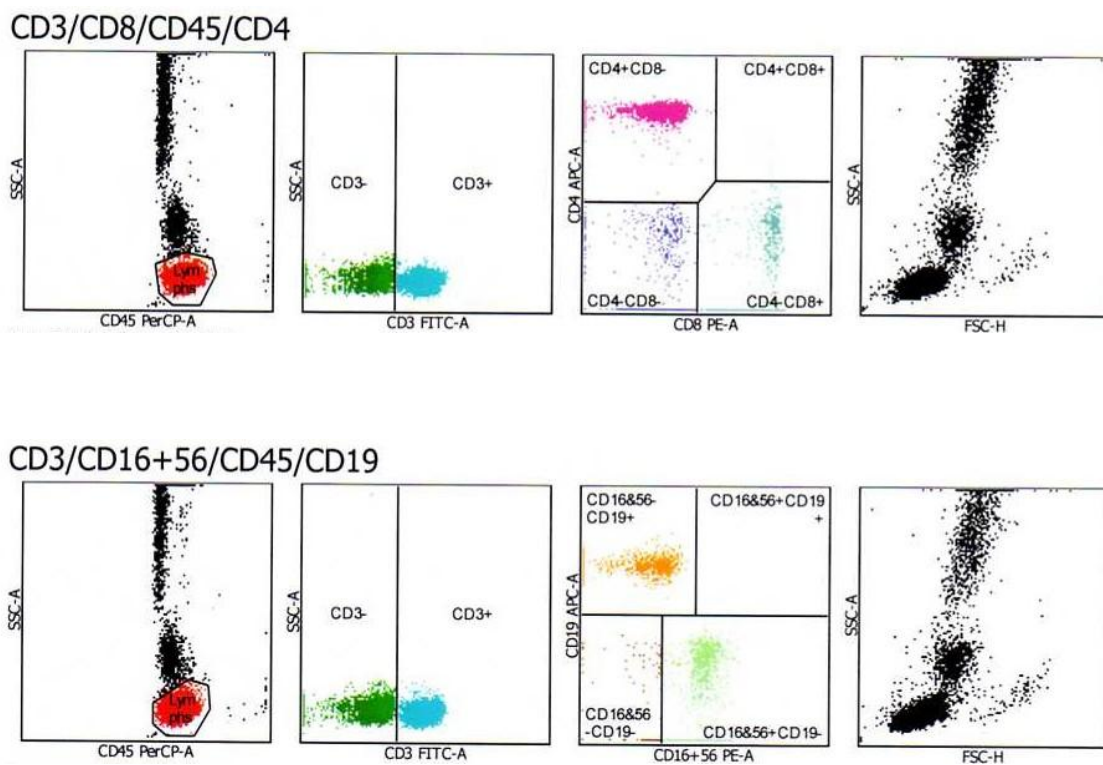 CD3/CD8/CD45/CD4
SSC-A
Lym
phs
CD45 PerCP-A
SSC-A
CD3-
CD3+
CD3 FITC-A
CD4 APC-A
CD4+CD8-
CD4+CD8+
CD4-CD8-
CD4-CD8+
CD8 PE-A
SSC-A
FSC-H
CD3/CD16+56/CD45/CD19
SSC-A
Lym
phs
CD45 PerCP-A
SSC-A
CD3-
CD3+
CD3 FITC-A
CD19 APC-A
CD16&56-
CD19+
CD16&56+CD19
+
CD16&56
-CD19-
CD16&56+CD19-
CD16+56 PE-A
SSC-A
FSC-H